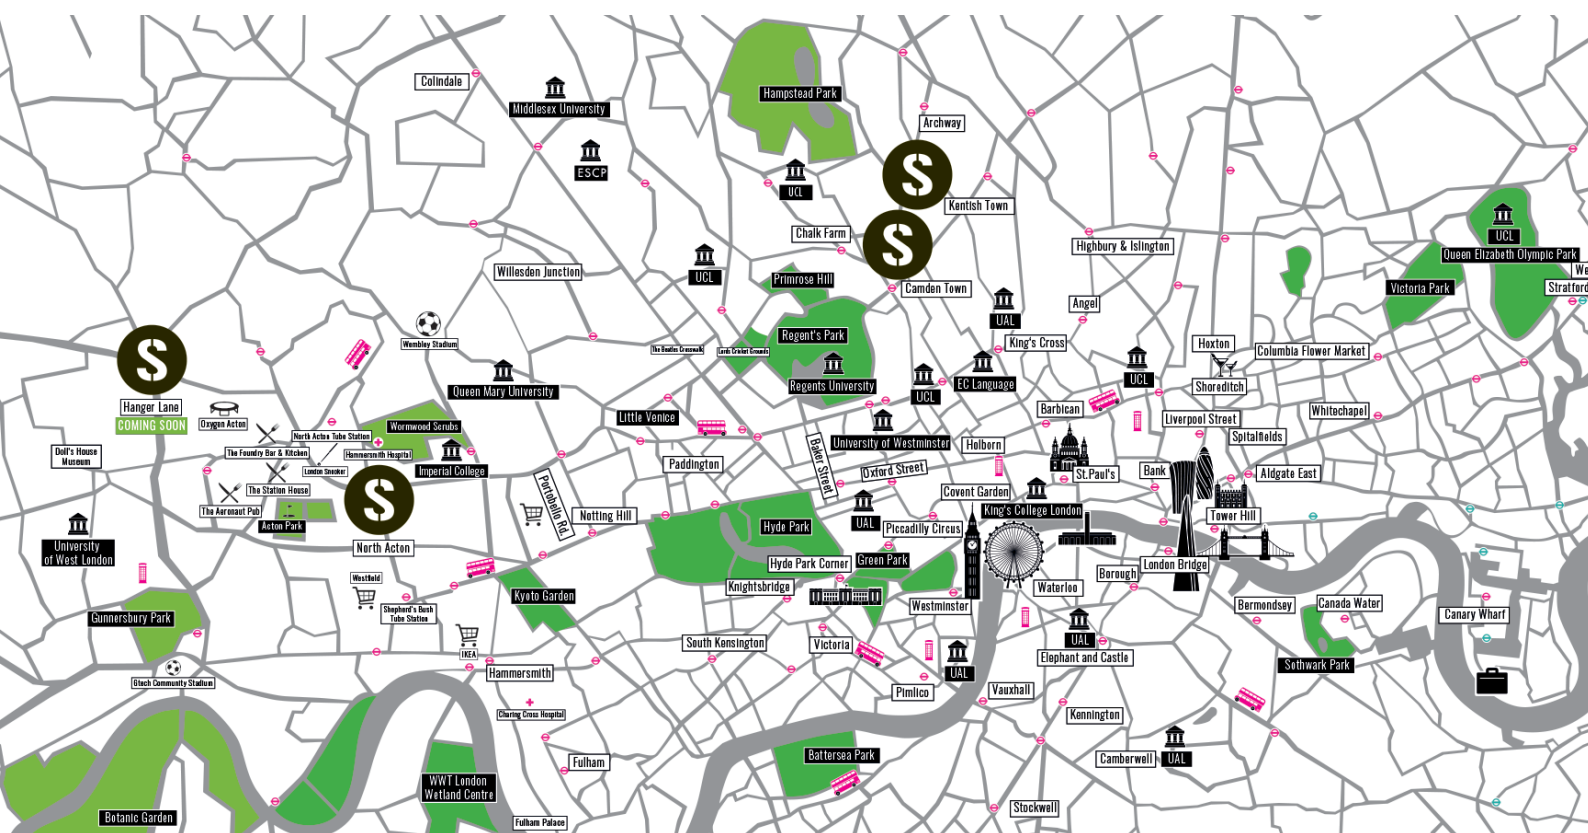 Colindale
Middlesex University
Hampstead Park
Archway
ESCP
UCL
Kentish Town
S
Chalk Farm
Highbury & Islington
UCL
Queen Elizabeth Olympic Park
S
Willesden Junction
UCL
Primrose Hill
Camden Town
Victoria Park
We
Stratford
Angel
UAL
Wembley Stadium
The Beatles Crosswalk
Lords Cricket Grounds
Regent's Park
King's Cross
Hoxton
Columbia Flower Market
S
Hanger Lane
COMING SOON
Queen Mary University
Regents University
UCL
EC Language
UCL
Shoreditch
Oxygen Acton
Little Venice
Barbican
Liverpool Street
Whitechapel
Wormwood Scrubs
North Acton Tube Station
The Foundry Bar & Kitchen
Hammersmith Hospital
University of Westminster
Holborn
Spitalfields
Doll's House
Museum
London Snooker
Imperial College
Paddington
Baker Street
Oxford Street
St.Paul's
Bank
Aldgate East
The Station House
S
The Aeronaut Pub
Acton Park
Portobello Rd.
Notting Hill
Covent Garden
King's College London
Tower Hill
UAL
Hyde Park
Piccadilly Circus
University
of West London
North Acton
Hyde Park Corner
Green Park
London Bridge
Westfield
Knightsbridge
Waterloo
Borough
Kyoto Garden
Westminster
Bermondsey
Canada Water
Canary Wharf
Gunnersbury Park
Shepherd's Bush
Tube Station
IKEA
South Kensington
Victoria
UAL
Elephant and Castle
Sothwark Park
Gtech Community Stadium
Hammersmith
UAL
Pimlico
Vauxhall
Charing Cross Hospital
Kennington
Battersea Park
Camberwell
UAL
Fulham
WWT London
Wetland Centre
Botanic Garden
Fulham Palace
Stockwell